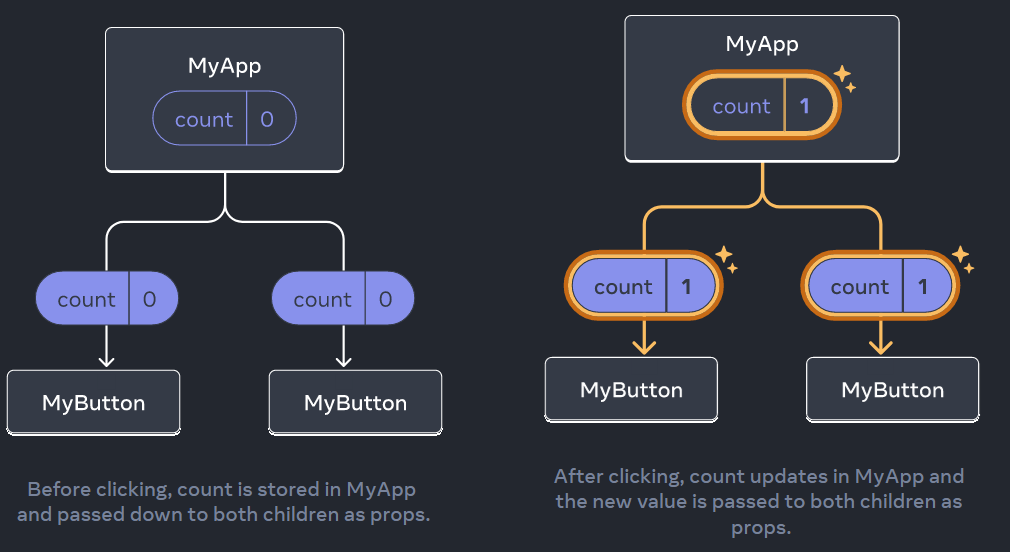 MyApp
count 0
count 0
count 0
MyButton
MyButton
Before clicking, count is stored in MyApp
and passed down to both children as props.
MyApp
count 1
count 1
count 1
MyButton
MyButton
After clicking, count updates in MyApp and
the new value is passed to both children as
props.